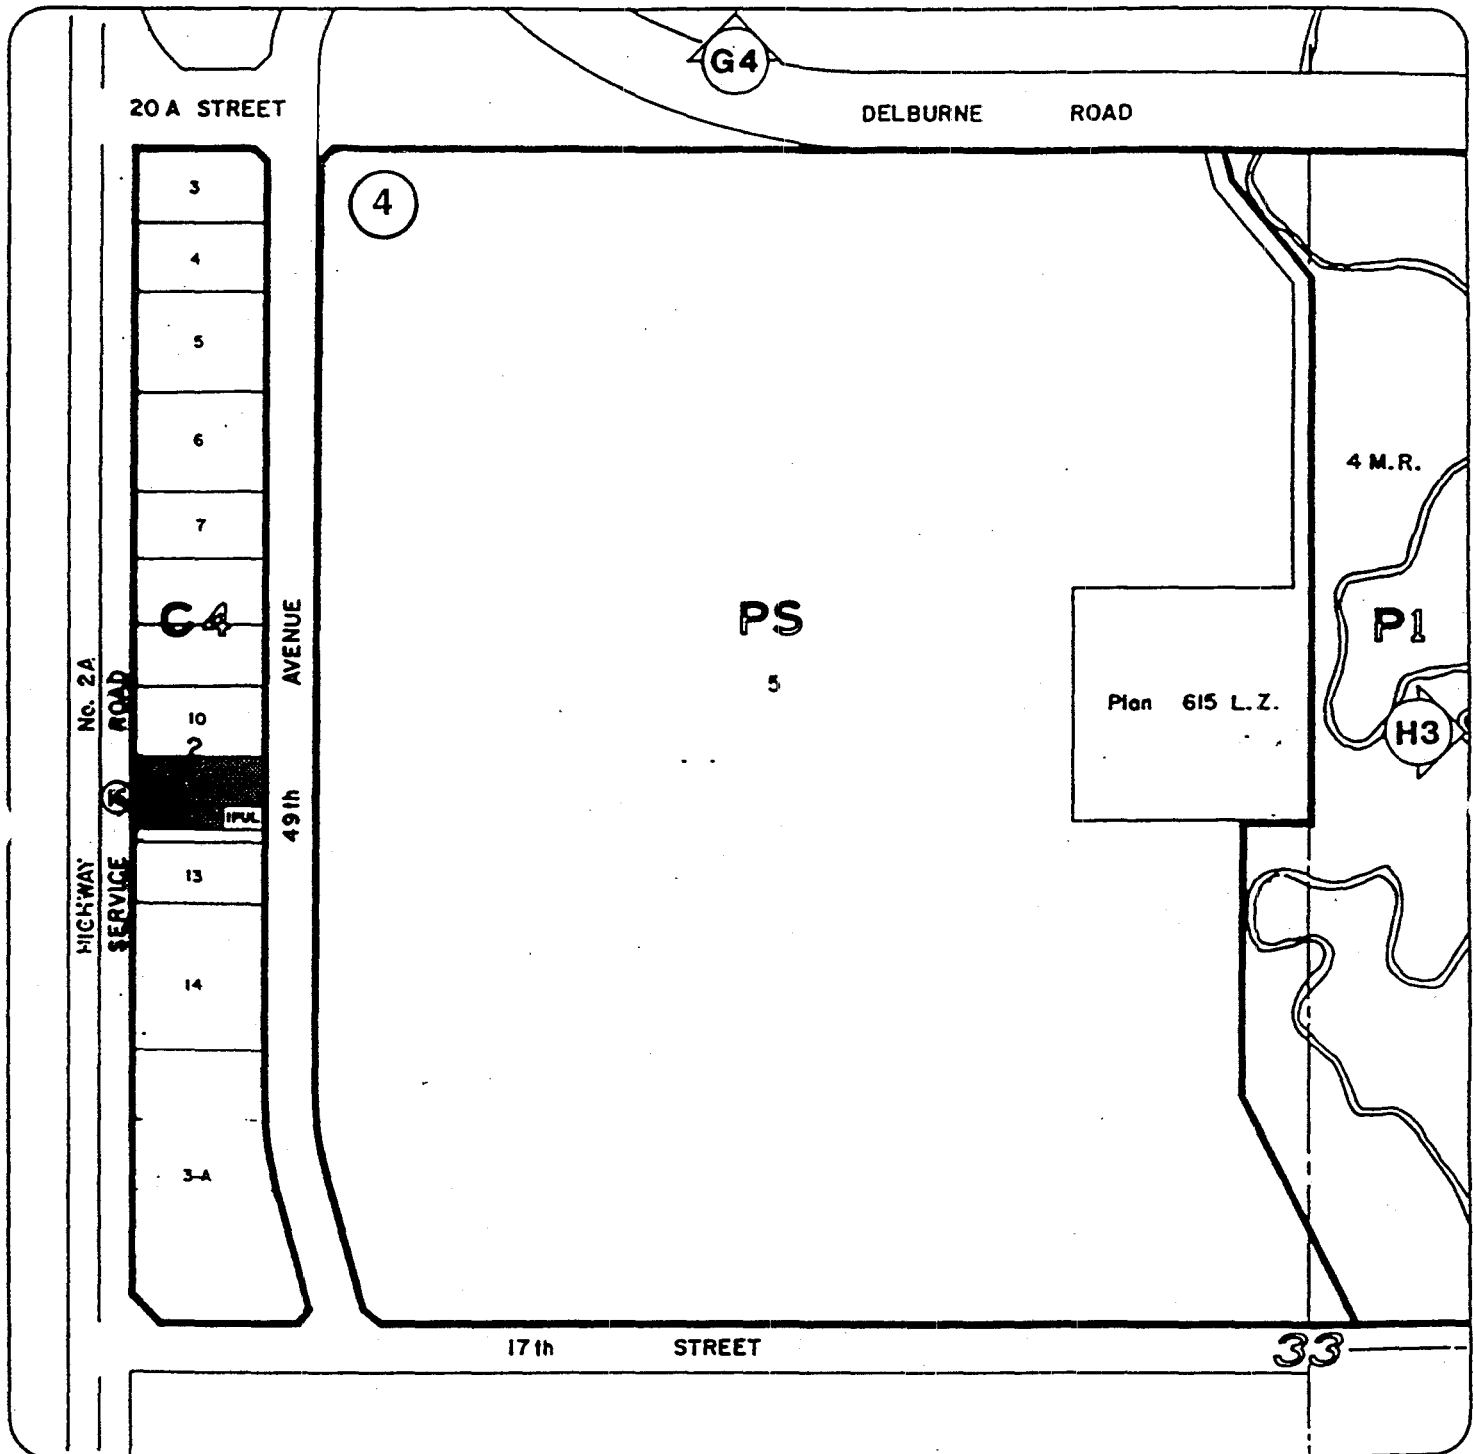 G4
20 A STREET
DELBURNE ROAD
3
4
4
5
6
4 M.R.
7
C4
PS
P1
AVENUE
5
No. 2A
ROAD
Plan 615 L.Z.
10
2
H3
49th
13
HIGHWAY
SERVICE
14
3-A
17th STREET
33